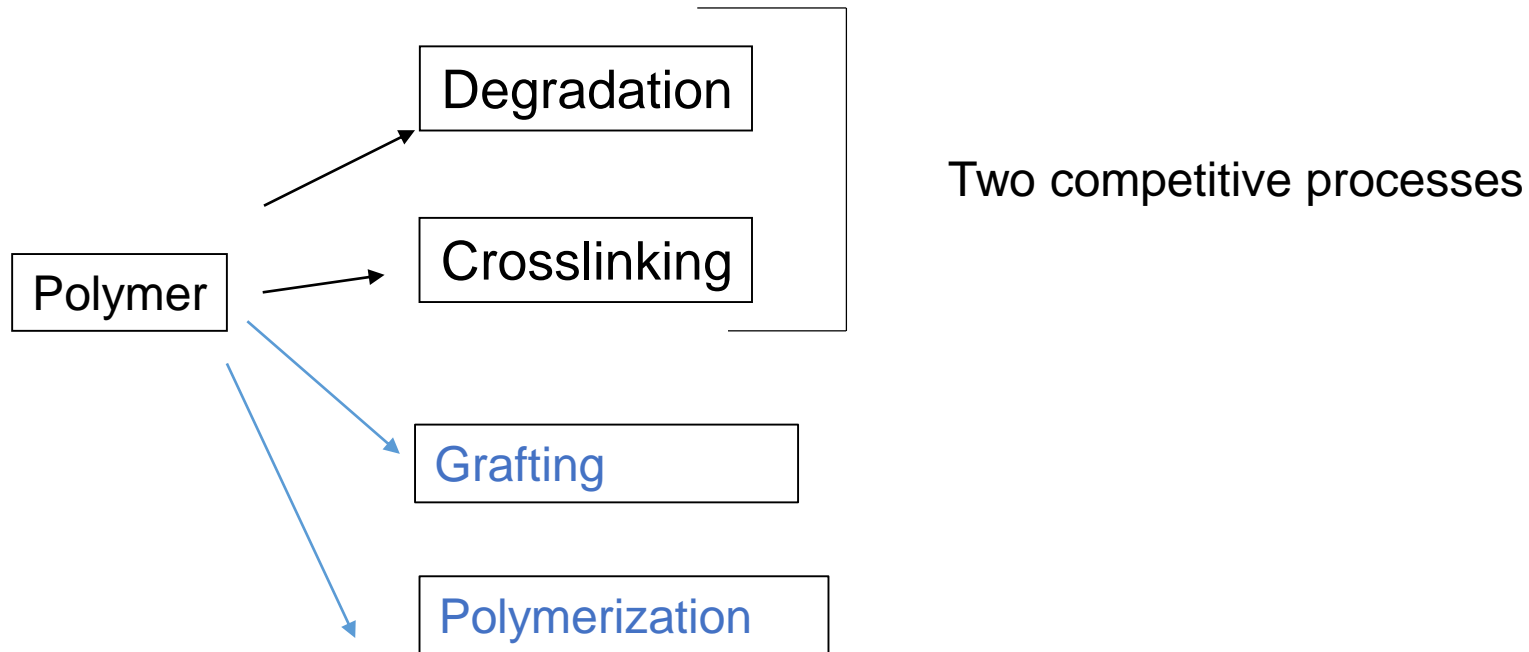 Degradation
Two competitive processes
Crosslinking
Polymer
Grafting
Polymerization